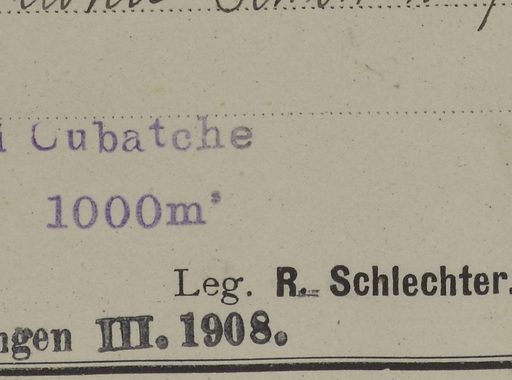 i Cubatche
1000m.
Leg. R. Schlechter.
ngen III. 1908.